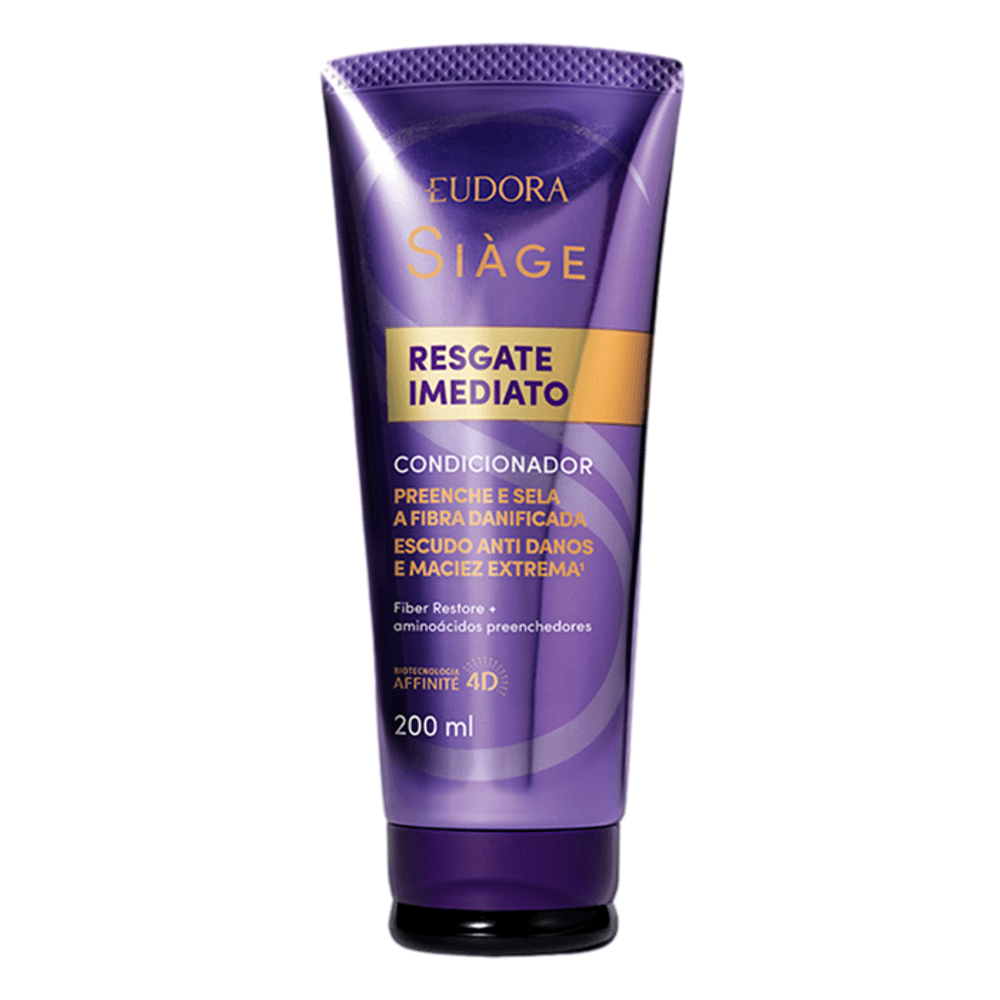 EUDORA
SIÀGE
RESGATE
IMEDIATO
CONDICIONADOR
PREENCHE E SELA
A FIBRA DANIFICADA
ESCUDO ANTI DANOS
E MACIEZ EXTREMA¹
Fiber Restore +
aminoácidos preenchedores
BIOTECNOLOGIA
AFFINITÉ 4D
200 ml